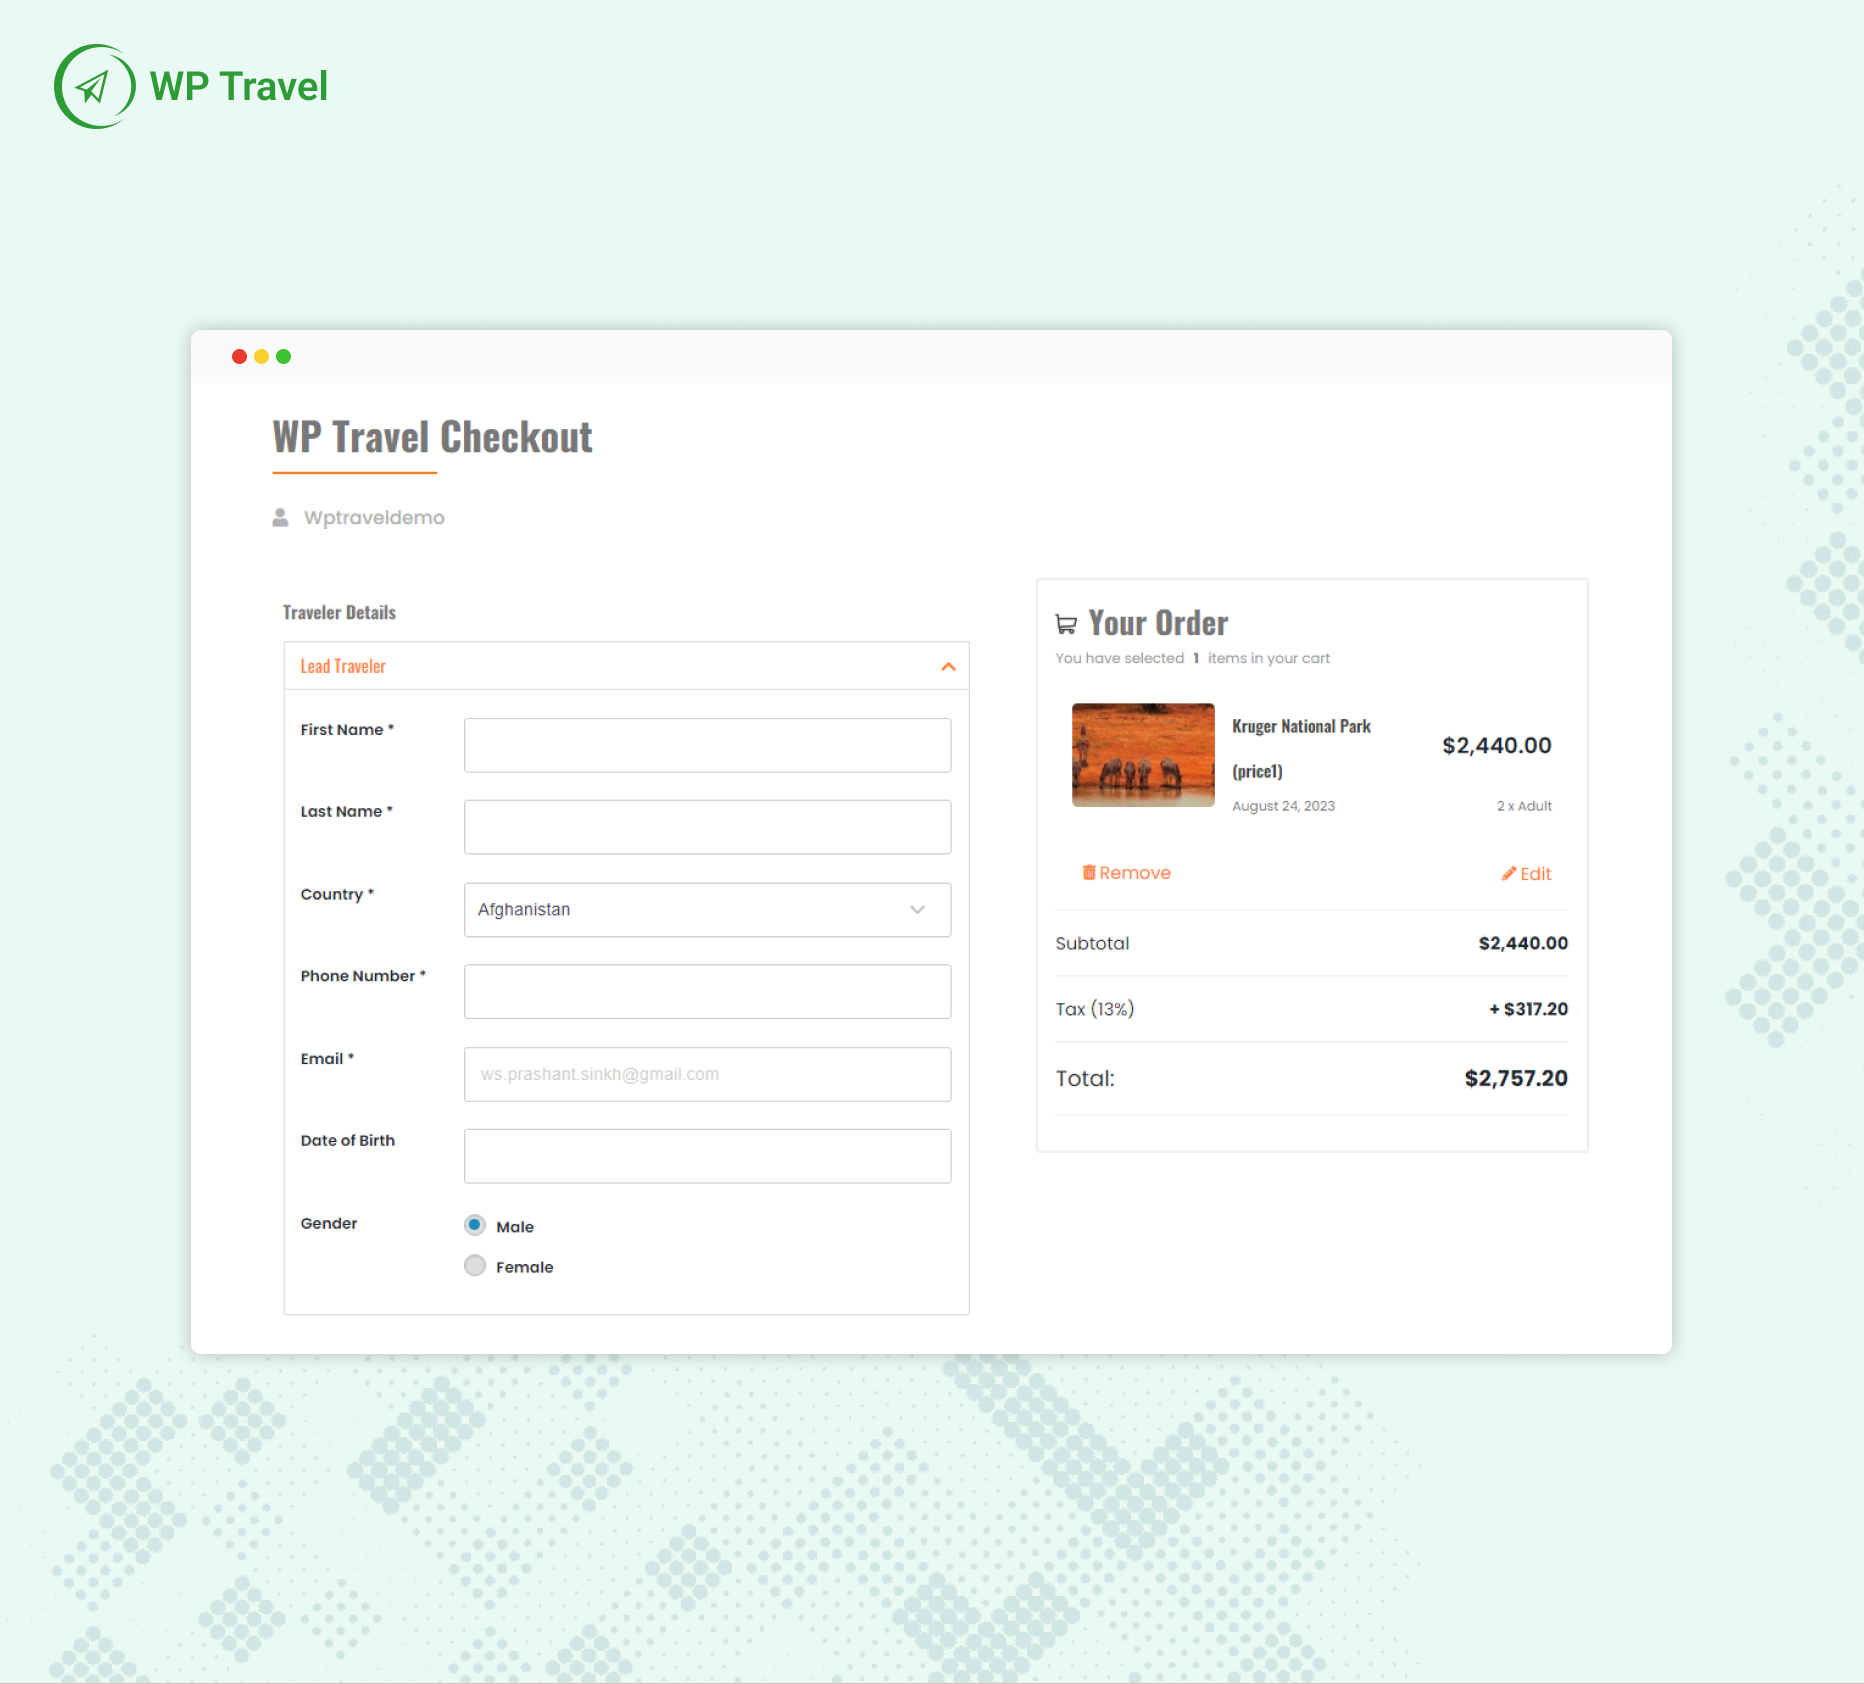 WP Travel
WP Travel Checkout
Wptraveldemo
Traveler Details
Lead Traveler
First Name *
Last Name *
Country *
Afghanistan
Phone Number *
Email *
ws.prashant.sinkh@gmail.com
Date of Birth
Gender
Male
Female
Your Order
You have selected 1 items in your cart
Kruger National Park
(price1)
$2,440.00
August 24, 2023
2 x Adult
Remove
Edit
Subtotal
$2,440.00
Tax (13%)
+ $317.20
Total:
$2,757.20